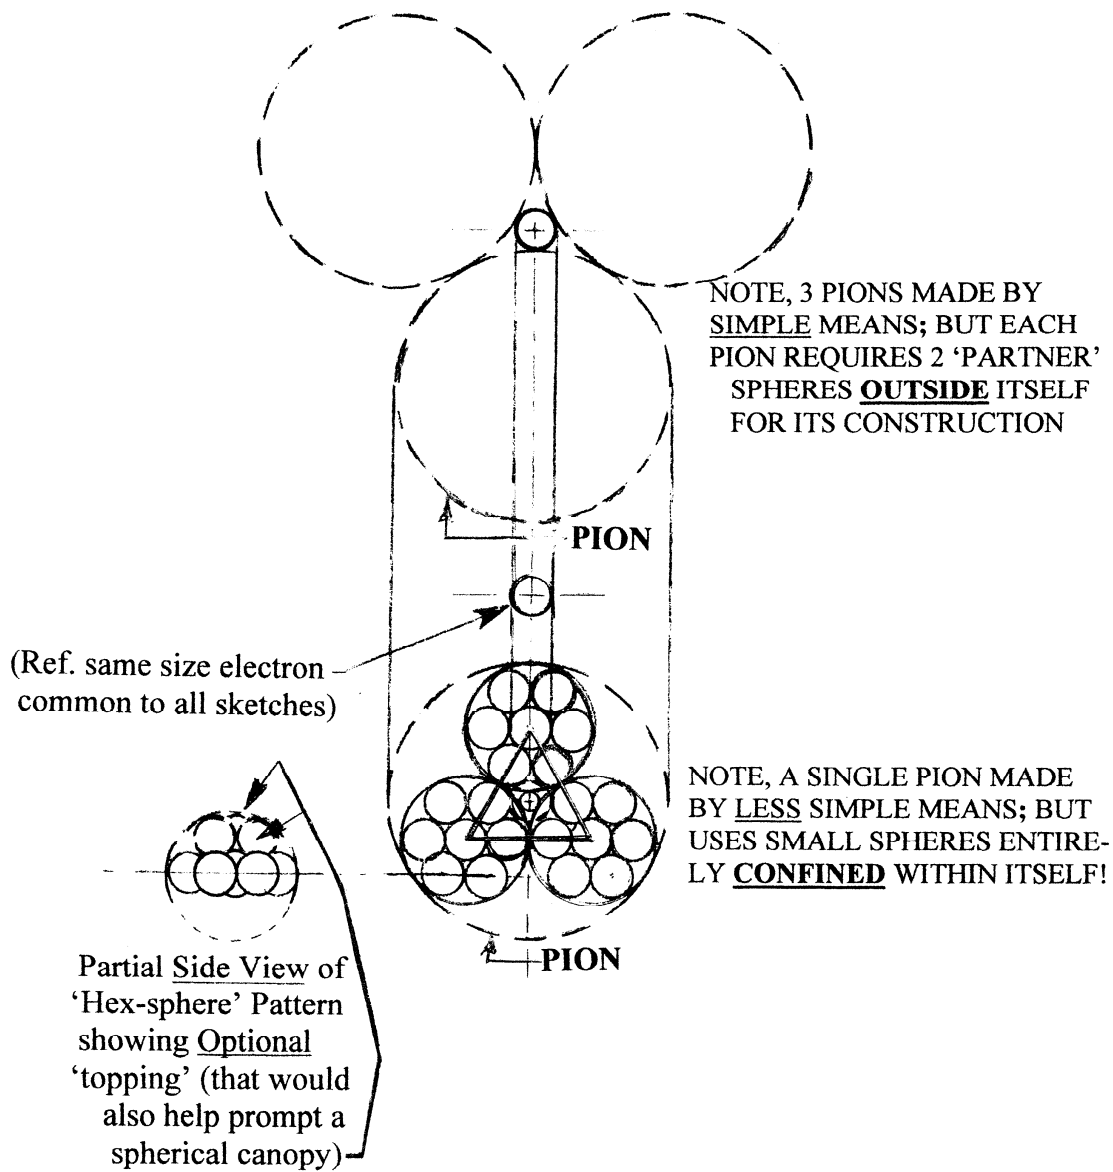 NOTE, 3 PIONS MADE BY
SIMPLE MEANS; BUT EACH
PION REQUIRES 2 ‘PARTNER’
SPHERES OUTSIDE ITSELF
FOR ITS CONSTRUCTION
PION
(Ref. same size electron
common to all sketches)
NOTE, A SINGLE PION MADE
BY LESS SIMPLE MEANS; BUT
USES SMALL SPHERES ENTIRE-
LY CONFINED WITHIN ITSELF!
PION
Partial Side View of
‘Hex-sphere’ Pattern
showing Optional
‘topping’ (that would
also help prompt a
spherical canopy)